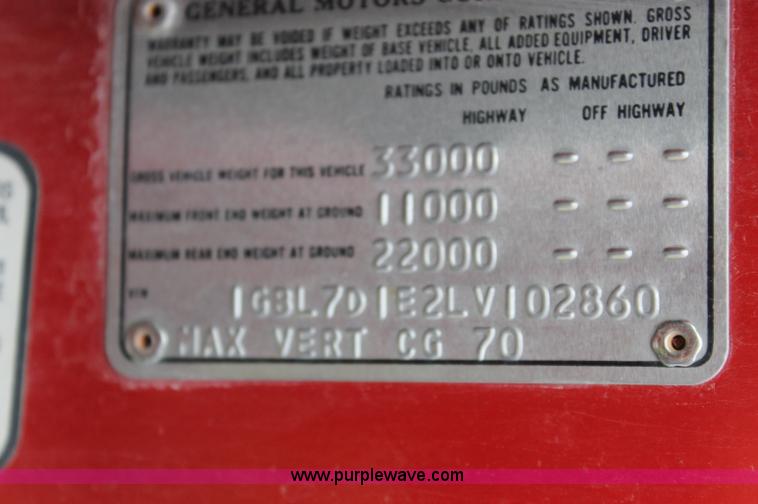 GENERAL MOTORS
WARRANTY MAY BE VOIDED IF WEIGHT EXCEEDS ANY OF RATINGS SHOWN. GROSS
VEHICLE WEIGHT INCLUDES WEIGHT OF BASE VEHICLE, ALL ADDED EQUIPMENT, DRIVER
AND PASSENGERS, AND ALL PROPERTY LOADED INTO OR ONTO VEHICLE.
RATINGS IN POUNDS AS MANUFACTURED
HIGHWAY OFF HIGHWAY
GROSS VEHICLE WEIGHT FOR THIS VEHICLE 33000 - - -
MAXIMUM FRONT END WEIGHT AT GROUND 11000 - - -
MAXIMUM REAR END WEIGHT AT GROUND 22000 - - -
VIN 1GBL7D1E2LV102860
MAX VERT CG 70
www.purplewave.com